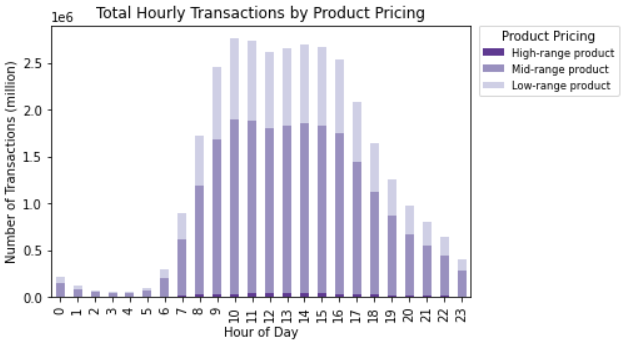 Total Hourly Transactions by Product Pricing
1e6
Product Pricing
High-range product
Mid-range product
Low-range product
Number of Transactions (million)
2.5
2.0
1.5
1.0
0.5
0.0
0 1 2 3 4 5 6 7 8 9 10 11 12 13 14 15 16 17 18 19 20 21 22 23
Hour of Day